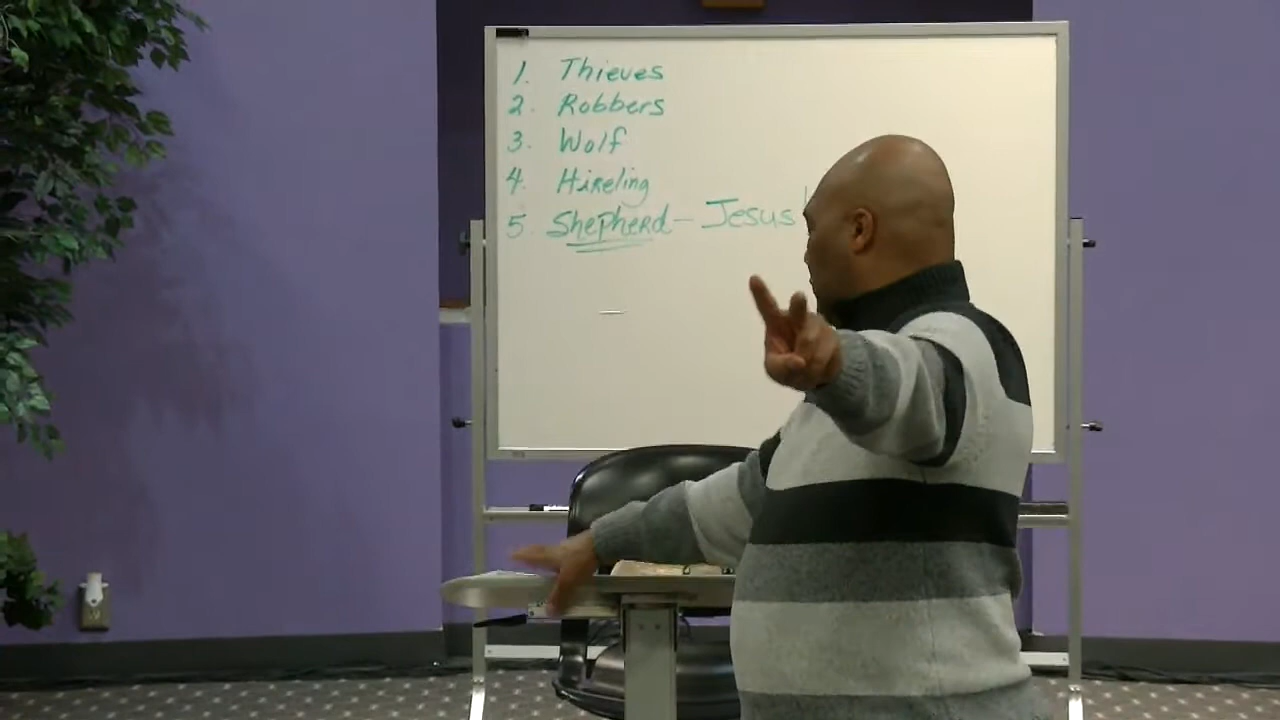 1. Thieves
2. Robbers
3. Wolf
4. Hireling
5. Shepherd - Jesus